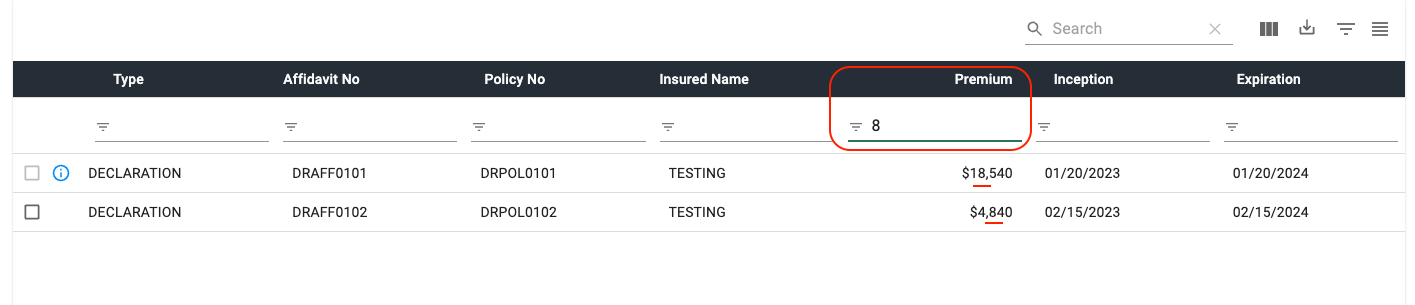 Search
Type Affidavit No Policy No Insured Name Premium Inception Expiration
8
DECLARATION DRAFF0101 DRPOL0101 TESTING $18,540 01/20/2023 01/20/2024
DECLARATION DRAFF0102 DRPOL0102 TESTING $4,840 02/15/2023 02/15/2024